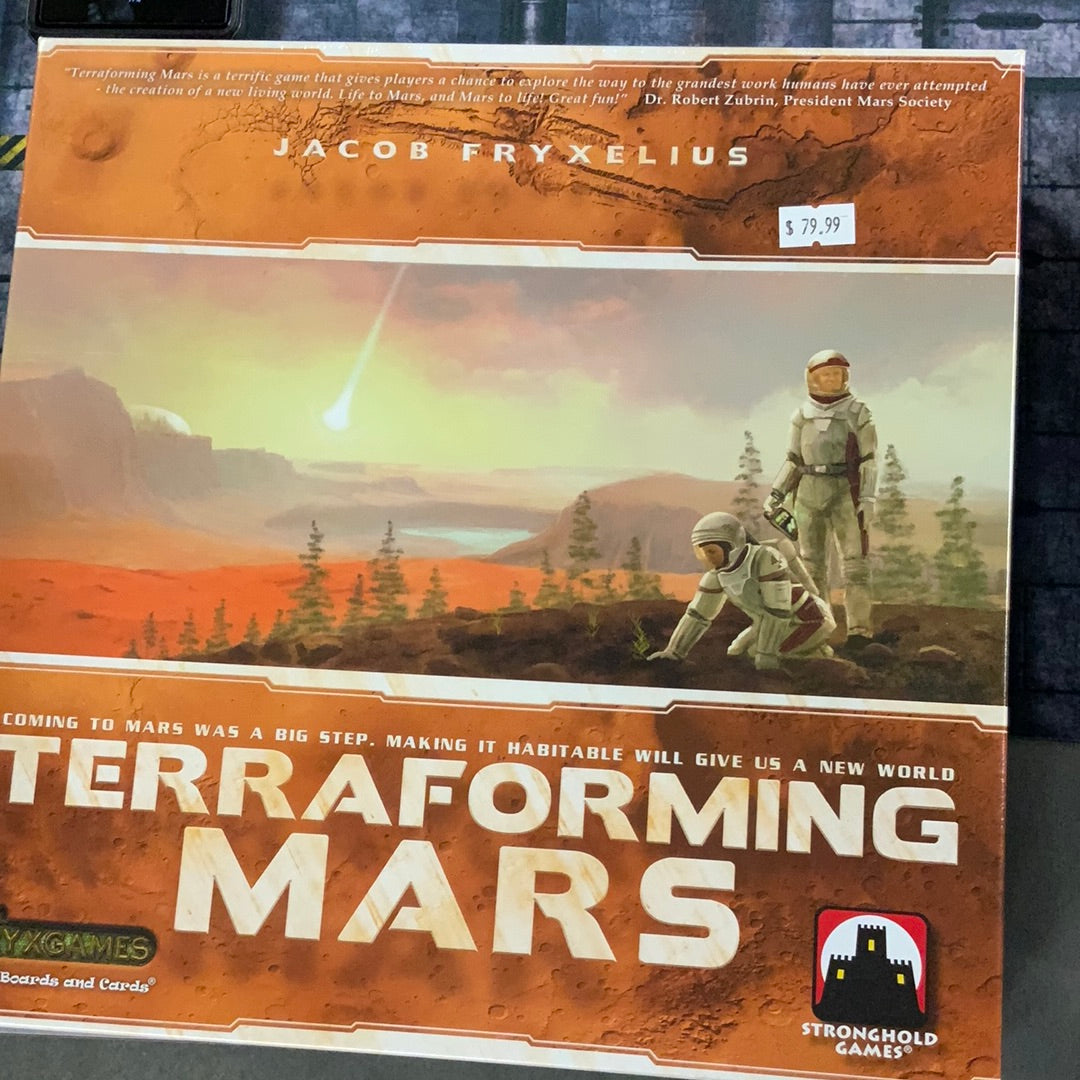 "Terraforming Mars is a terrific game that gives players a chance to explore the way to the grandest work humans have ever attempted
- the creation of a new living world. Life to Mars, and Mars to life! Great fun!" Dr. Robert Zubrin, President Mars Society
JACOB FRYXELIUS
$ 79.99
COMING TO MARS WAS A BIG STEP. MAKING IT HABITABLE WILL GIVE US A NEW WORLD
TERRAFORMING
MARS
YXGAMES
Boards and Cards®
STRONGHOLD
GAMES®